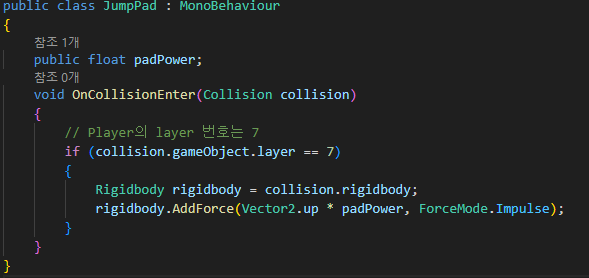 public class JumpPad : MonoBehaviour
{
참조 1개
public float padPower;
참조 0개
void OnCollisionEnter(Collision collision)
{
// Player의 layer 번호는 7
if (collision.gameObject.layer == 7)
{
Rigidbody rigidbody = collision.rigidbody;
rigidbody.AddForce(Vector2.up * padPower, ForceMode.Impulse);
}
}
}